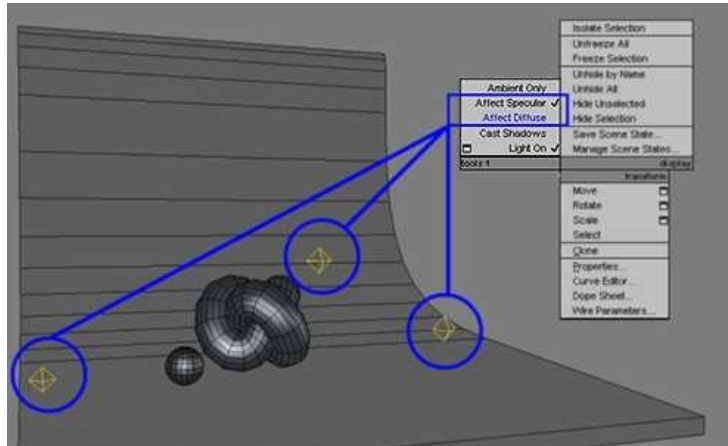 Isolate Selection
Unfreeze All
Freeze Selection
Unhide by Name
Unhide All
Hide Unselected
Hide Selection
Save Scene State...
Manage Scene States...
display
Ambient Only
Affect Specular ✓
Affect Diffuse
Cast Shadows
Light On ✓
tools 1
transform
Move
Rotate
Scale
Select
Clone
Properties...
Curve Editor...
Dope Sheet...
Wire Parameters...